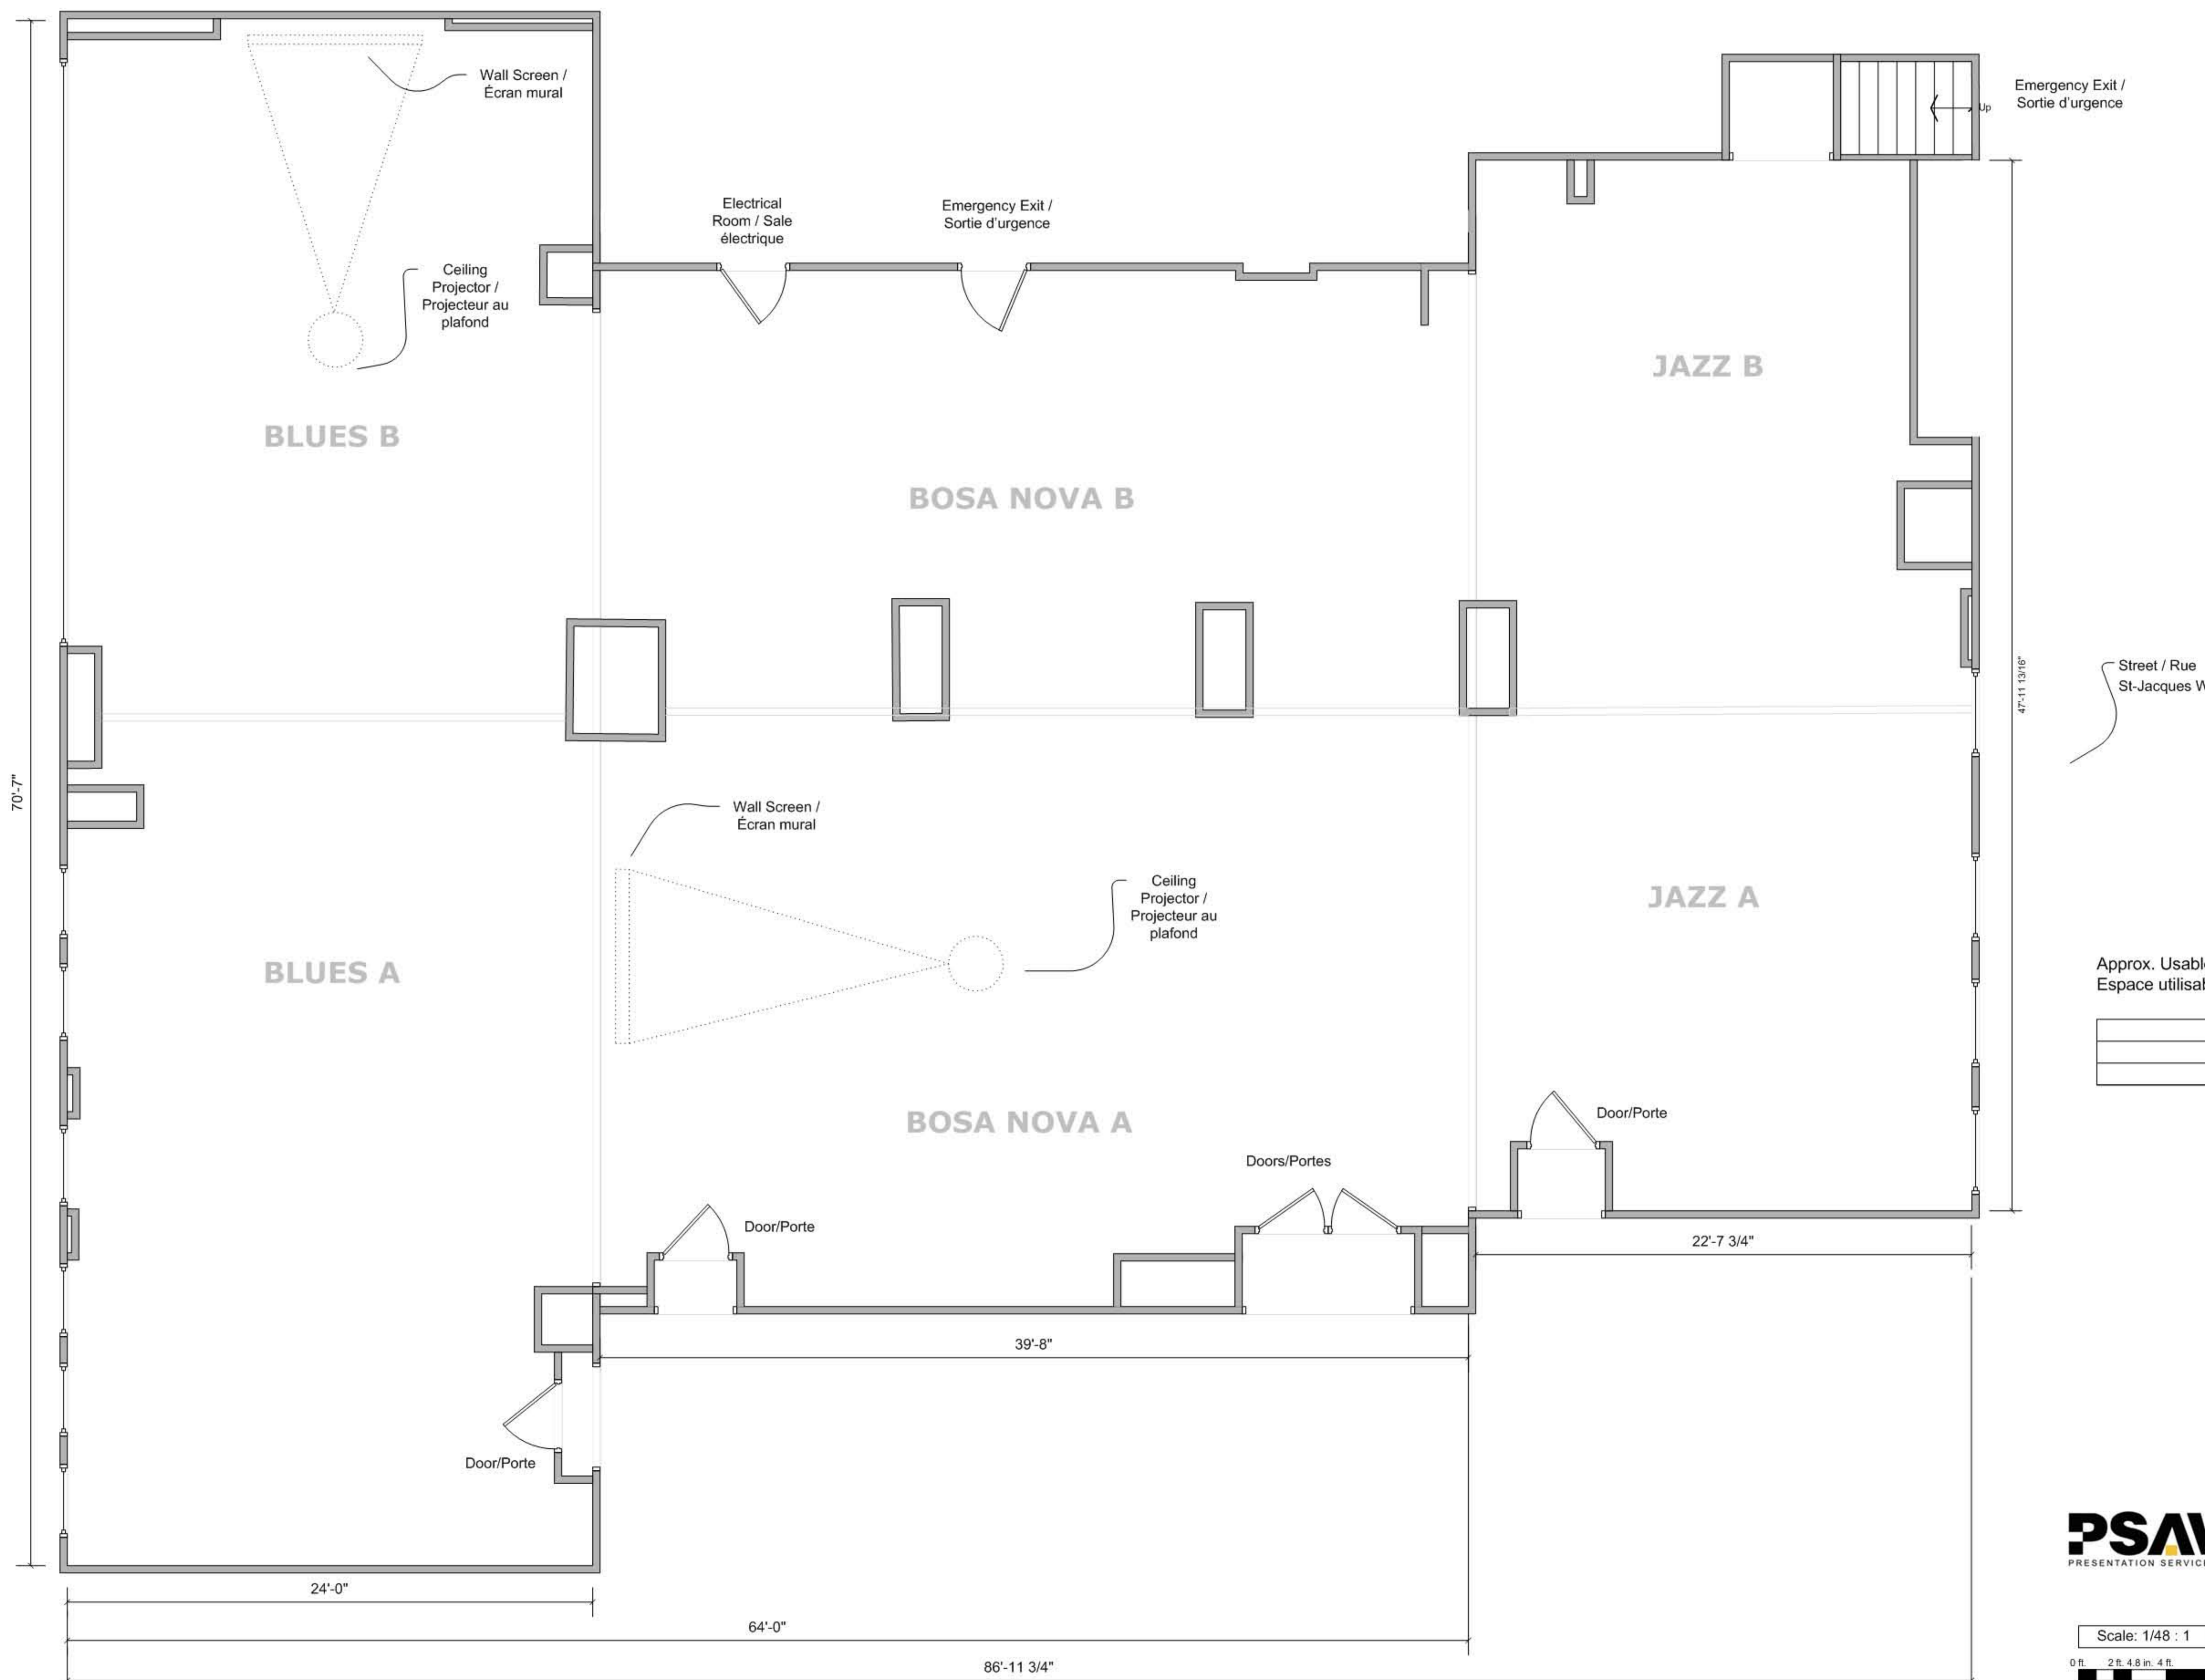 Wall Screen /
Écran mural
Emergency Exit /
Sortie d'urgence
Up
Electrical
Room / Sale
électrique
Emergency Exit /
Sortie d'urgence
Ceiling
Projector /
Projecteur au
plafond
JAZZ B
BLUES B
BOSA NOVA B
47'-11 13/16"
Street / Rue
St-Jacques W
70'-7"
Wall Screen /
Écran mural
Ceiling
Projector /
Projecteur au
plafond
JAZZ A
BLUES A
Approx.
Espace
BOSA NOVA A
Door/Porte
Doors/Portes
Door/Porte
22'-7 3/4"
39'-8"
Door/Porte
PSAV
PRESENTATION
24'-0"
64'-0"
Scale: 1/48 : 1
0 ft. 2 ft. 4.8 in. 4 ft.
86'-11 3/4"